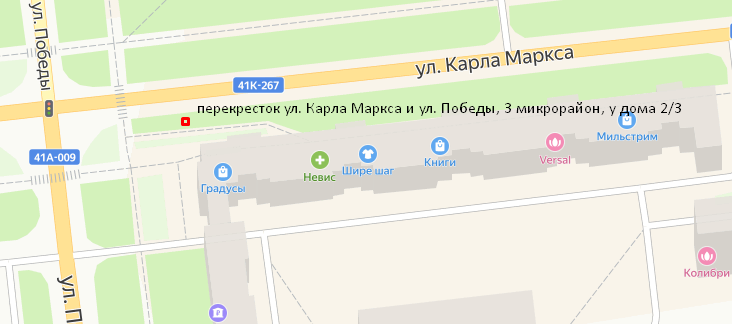 ул. Победы
ул. Карла Маркса
41К-267
перекресток ул. Карла Маркса и ул. Победы, 3 микрорайон, у дома 2/3
41А-009
Градусы
Невис
Шире шаг
Книги
Versal
Мильстрим
Колибри
ул. П